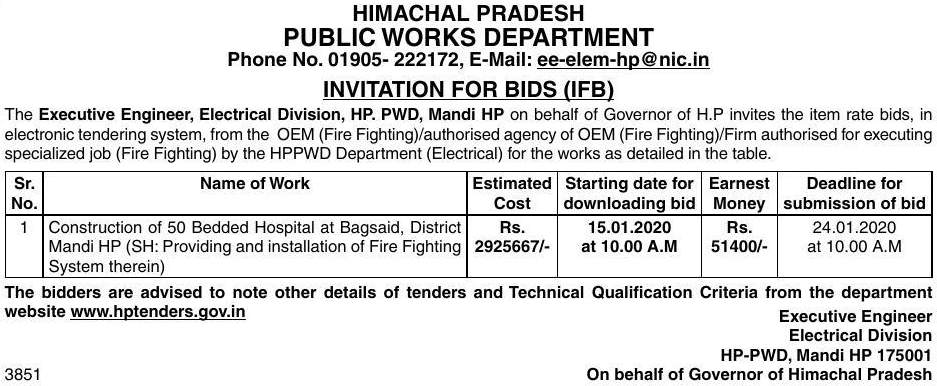 HIMACHAL PRADESH
PUBLIC WORKS DEPARTMENT
Phone No. 01905- 222172, E-Mail: ee-elem-hp@nic.in
INVITATION FOR BIDS (IFB)
The Executive Engineer, Electrical Division, HP. PWD, Mandi HP on behalf of Governor of H.P invites the item rate bids, in
electronic tendering system, from the OEM (Fire Fighting)/authorised agency of OEM (Fire Fighting)/Firm authorised for executing
specialized job (Fire Fighting) by the HPPWD Department (Electrical) for the works as detailed in the table.
Sr. No. Name of Work Estimated Cost Starting date for downloading bid Earnest Money Deadline for submission of bid
1 Construction of 50 Bedded Hospital at Bagsaid, District Rs. 15.01.2020 Rs. 24.01.2020
Mandi HP (SH: Providing and installation of Fire Fighting 2925667/- at 10.00 A.M 51400/- at 10.00 A.M
System therein)
The bidders are advised to note other details of tenders and Technical Qualification Criteria from the department
website www.hptenders.gov.in
Executive Engineer
Electrical Division
HP-PWD, Mandi HP 175001
3851 On behalf of Governor of Himachal Pradesh